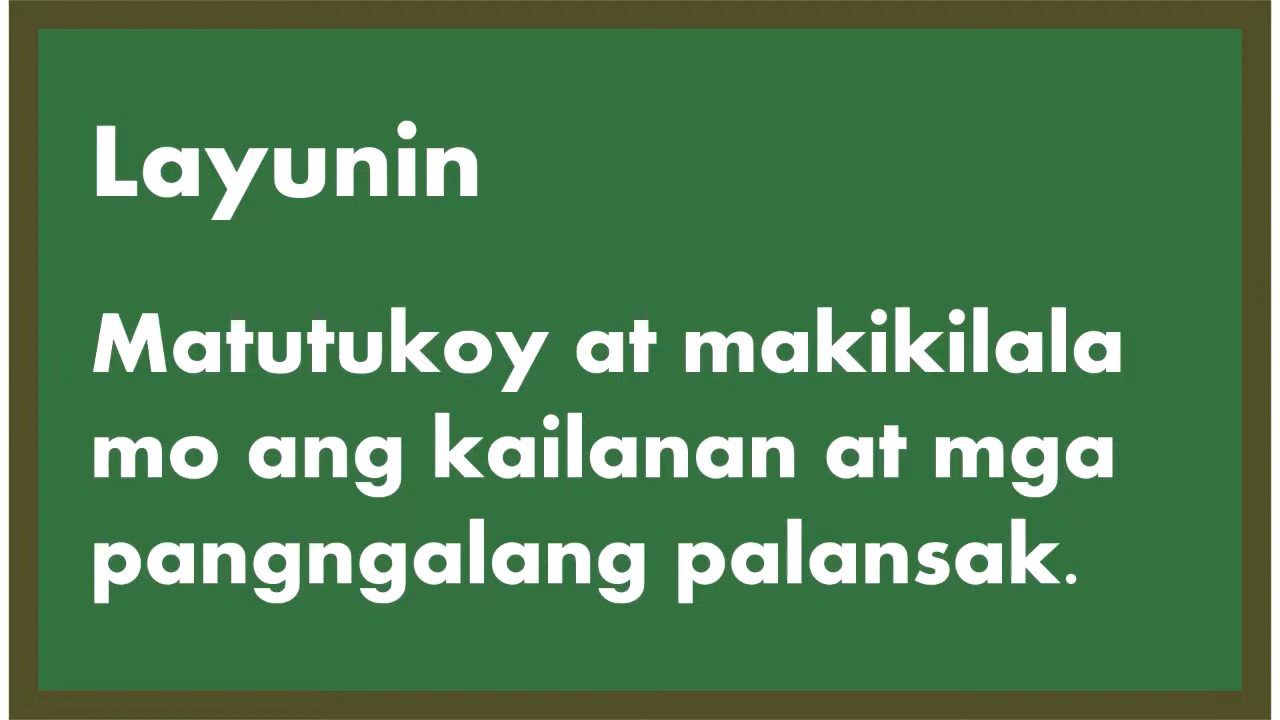 Layunin
Matutukoy at makikilala
mo ang kailanan at mga
pangngalang palansak.